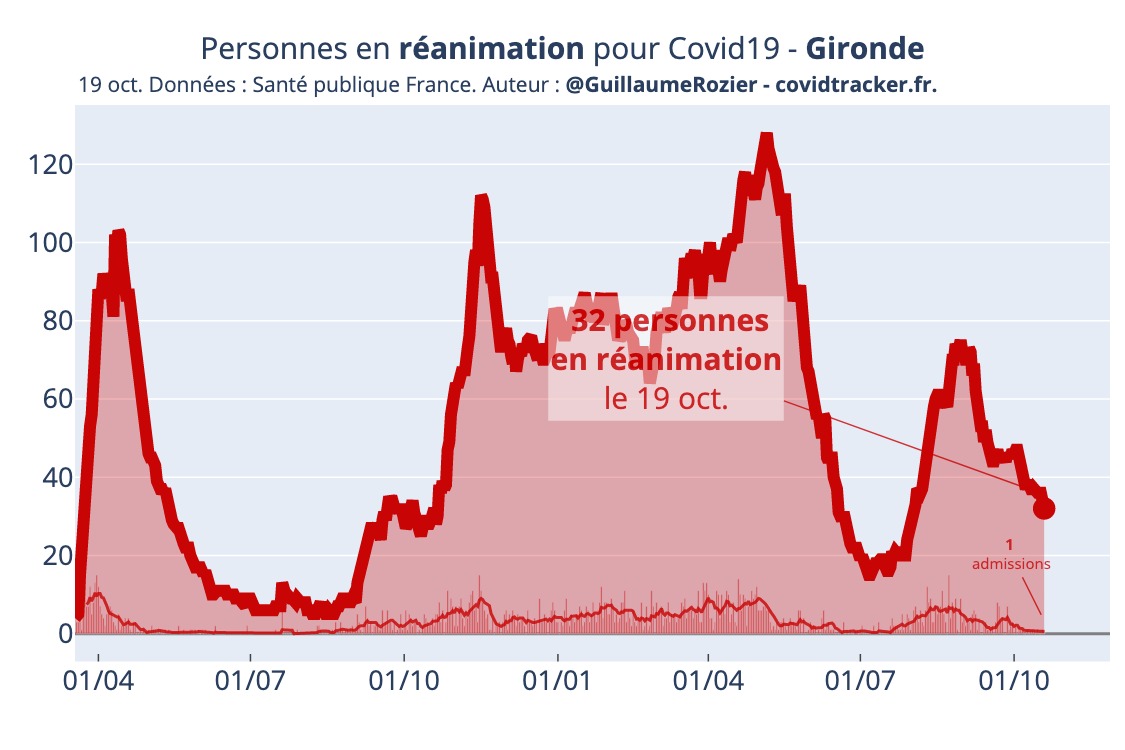 Personnes en réanimation pour Covid19 - Gironde
19 oct. Données : Santé publique France. Auteur : @GuillaumeRozier - covidtracker.fr.
120
100
80
60
40
20
0
32 personnes
en réanimation
le 19 oct.
1
admissions
01/04
01/07
01/10
01/01
01/04
01/07
01/10